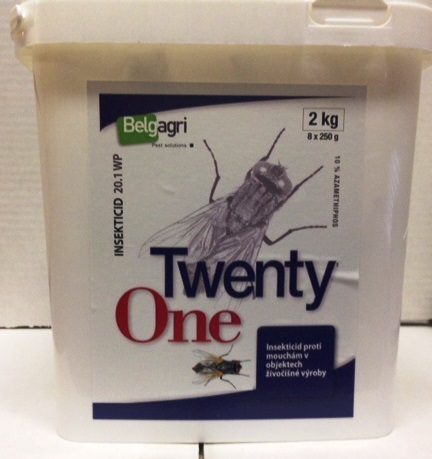 Belgagri
Pest solutions
2 kg
8 x 250 g
INSEKTICID 20.1 WP
10 % AZAMETHIPHOS
Twenty
One
Insekticid proti
mouchám v
objektech
živočišné výroby